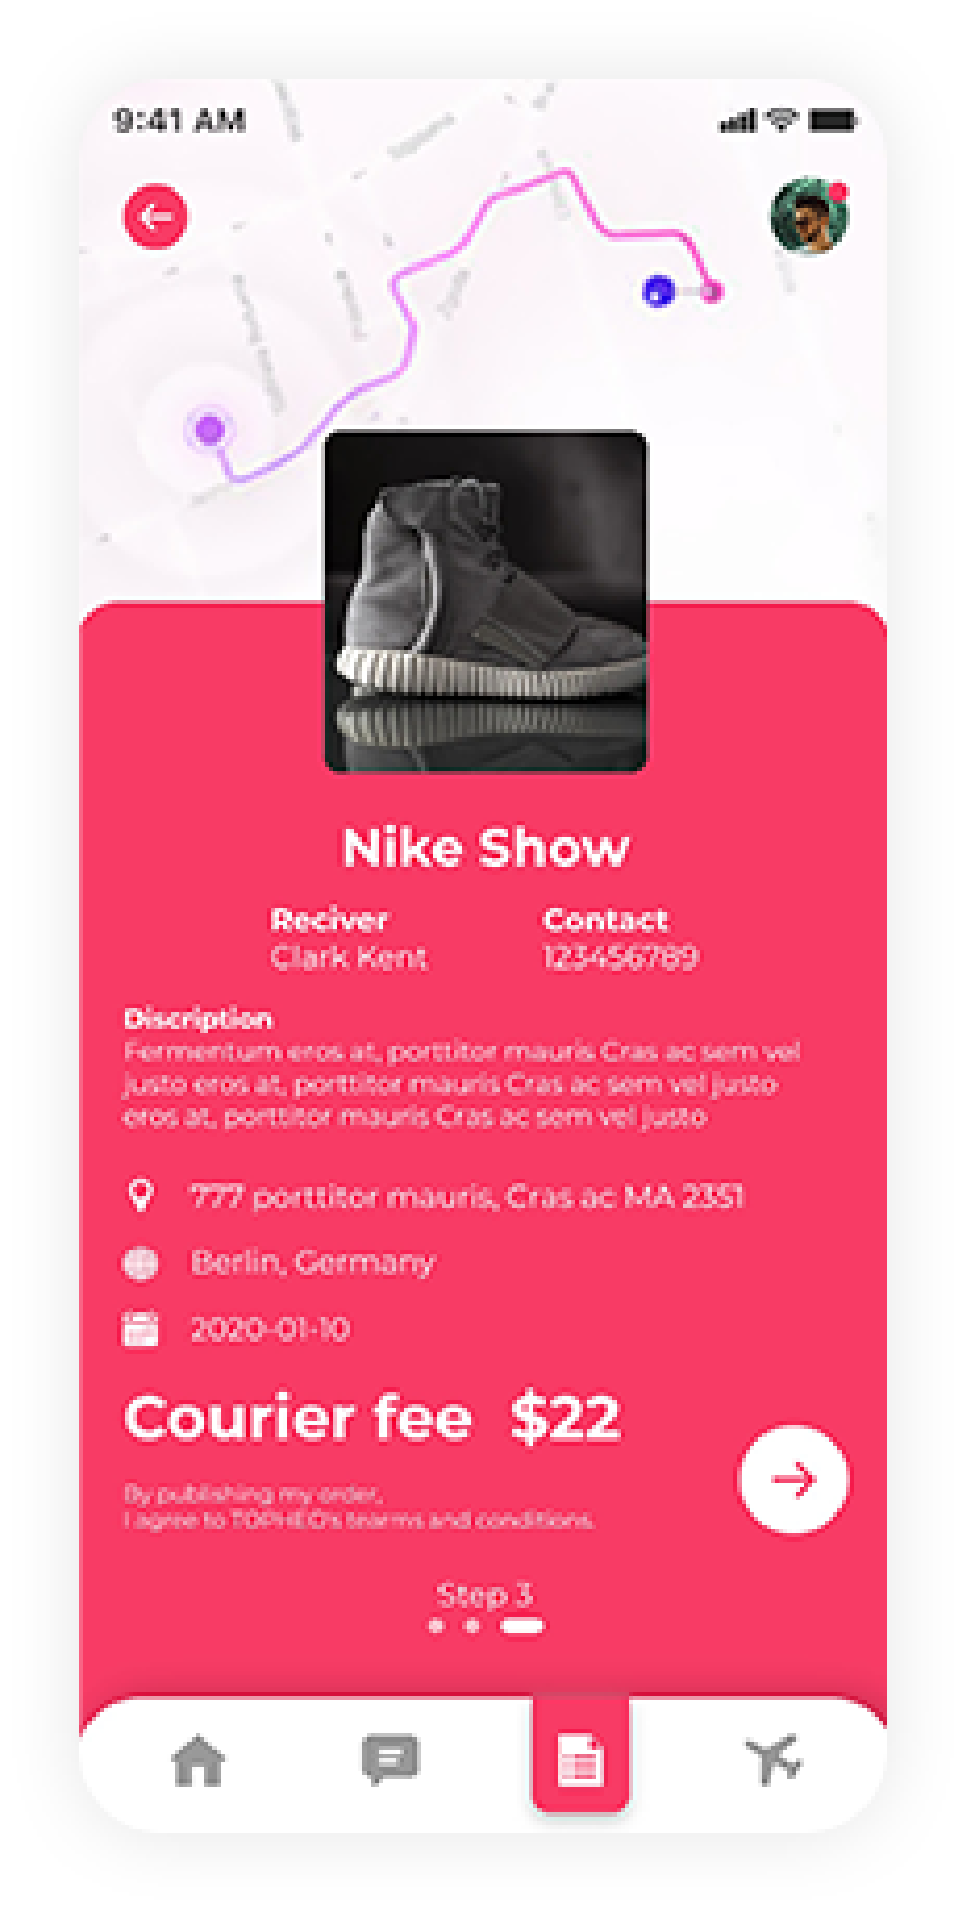 9:41 AM
Nike Show
Reciver
Contact
Clark Kent
123456789
Discription
Fermentum eros at, porttitor mauris Cras ac sem vel
justo eros at, porttitor mauris Cras ac sem vel justo
eros at, porttitor mauris Cras ac sem vel justo
777 porttitor mauris, Cras ac MA 2351
Berlin, Germany
2020-01-10
Courier fee $22
By publishing my order,
I agree to TOPHEO's tearms and conditions.
Step 3